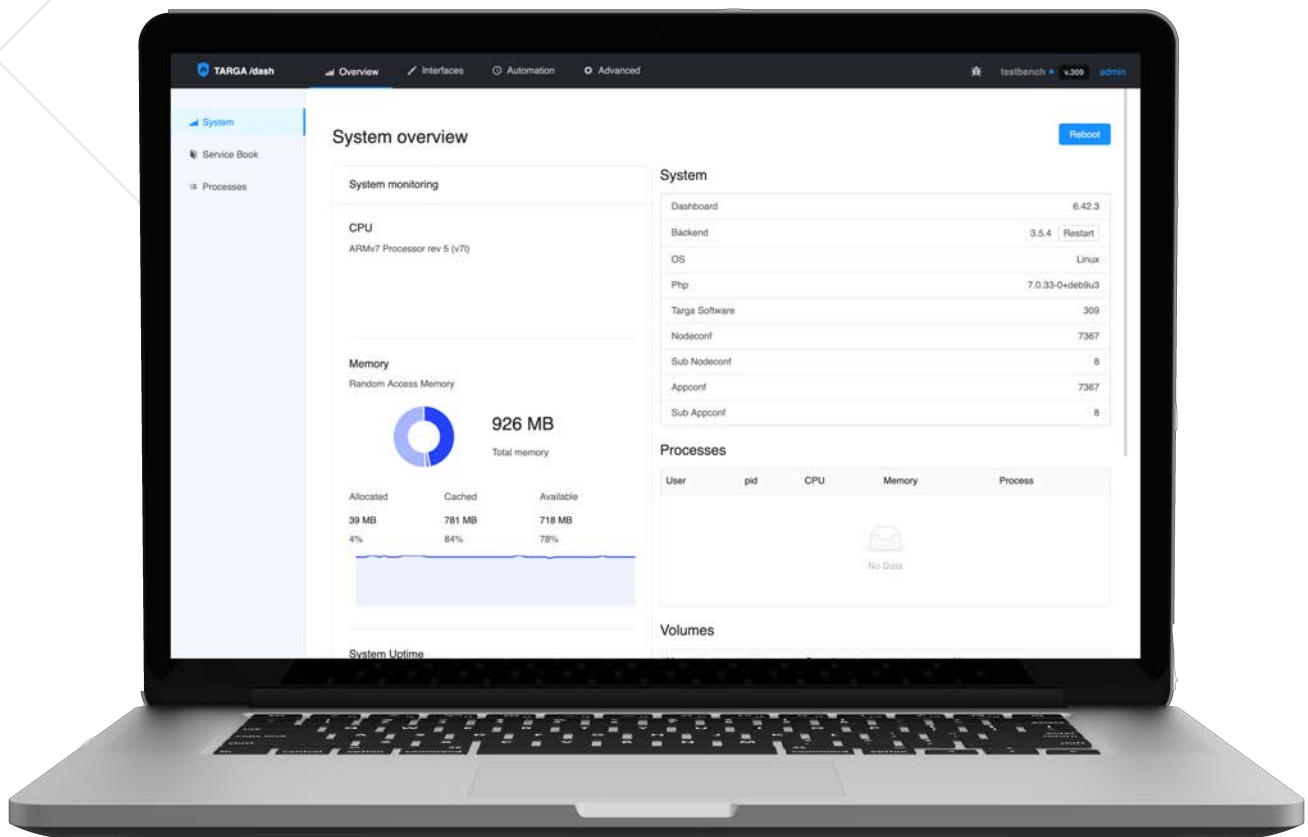 TARGA /dash Overview Interfaces Automation Advanced testbench v.309 admin
System
Service Book
Processes
System overview
Reboot
System monitoring
CPU
ARMv7 Processor rev 5 (v7l)
Memory
Random Access Memory
926 MB
Total memory
Allocated Cached Available
39 MB 781 MB 718 MB
4% 84% 78%
System Uptime
System
Dashboard 6.42.3
Backend 3.5.4 Restart
OS Linux
Php 7.0.33-0+deb9u3
Targa Software 309
Nodeconf 7367
Sub Nodeconf 8
Appconf 7367
Sub Appconf 8
Processes
User pid CPU Memory Process
No Data
Volumes